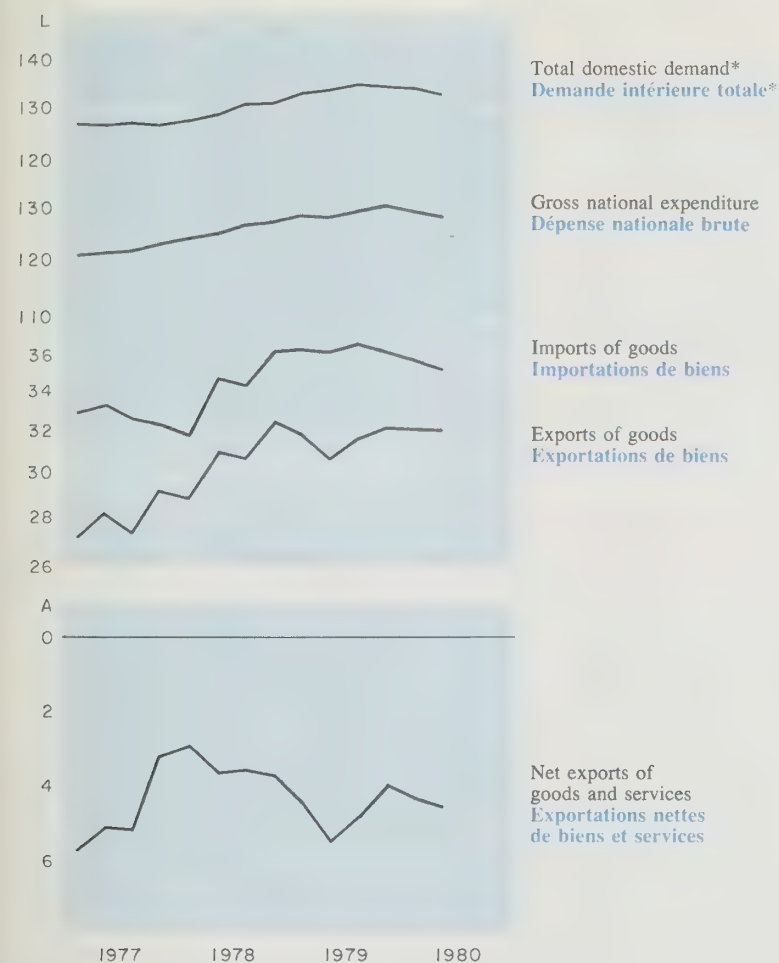 L
140
130
120
130
120
110
36
34
32
30
28
26
Total domestic demand*
Demande intérieure totale*
Gross national expenditure
Dépense nationale brute
Imports of goods
Importations de biens
Exports of goods
Exportations de biens
A
0
2
4
6
Net exports of
goods and services
Exportations nettes
de biens et services
1977 1978 1979 1980